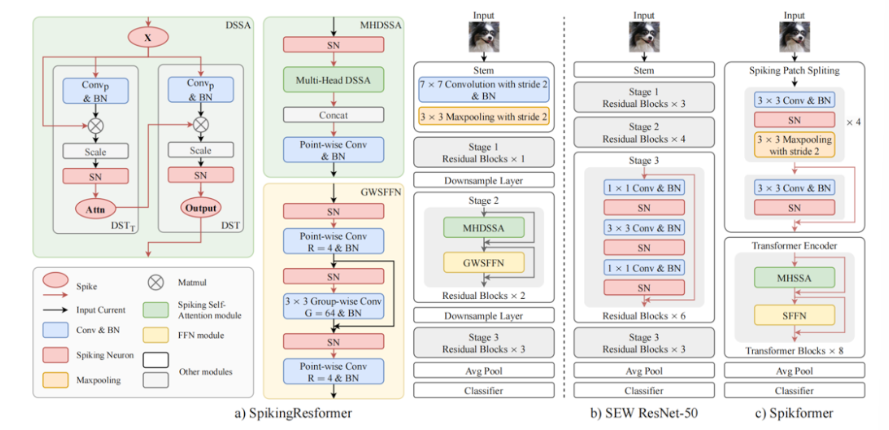 DSSA
X
Conv_p
& BN
Scale
SN
Attn
DST_T
Conv_p
& BN
Scale
SN
Output
DST
Spike
Input Current
Conv & BN
Spiking Neuron
Maxpooling
Matmul
Spiking Self-
Attention module
FFN module
Other modules
MHDSSA
SN
Multi-Head DSSA
Concat
Point-wise Conv
& BN
GWSFFN
SN
Point-wise Conv
R = 4 & BN
SN
3 × 3 Group-wise Conv
G = 64 & BN
SN
Point-wise Conv
R = 4 & BN
Input
Stem
7 × 7 Convolution with stride 2
& BN
3 × 3 Maxpooling with stride 2
Stage 1
Residual Blocks × 1
Downsample Layer
Stage 2
MHDSSA
GWSFFN
Residual Blocks × 2
Downsample Layer
Stage 3
Residual Blocks × 3
Avg Pool
Classifier
a) SpikingResformer
Input
Stem
Stage 1
Residual Blocks × 3
Stage 2
Residual Blocks × 4
Stage 3
1 × 1 Conv & BN
SN
3 × 3 Conv & BN
SN
1 × 1 Conv & BN
SN
Residual Blocks × 6
Stage 3
Residual Blocks × 3
Avg Pool
Classifier
b) SEW ResNet-50
Input
Spiking Patch Spliting
3 × 3 Conv & BN
SN
3 × 3 Maxpooling
with stride 2
× 4
3 × 3 Conv & BN
SN
Transformer Encoder
MHSSA
SFFN
Transformer Blocks × 8
Avg Pool
Classifier
c) Spikformer